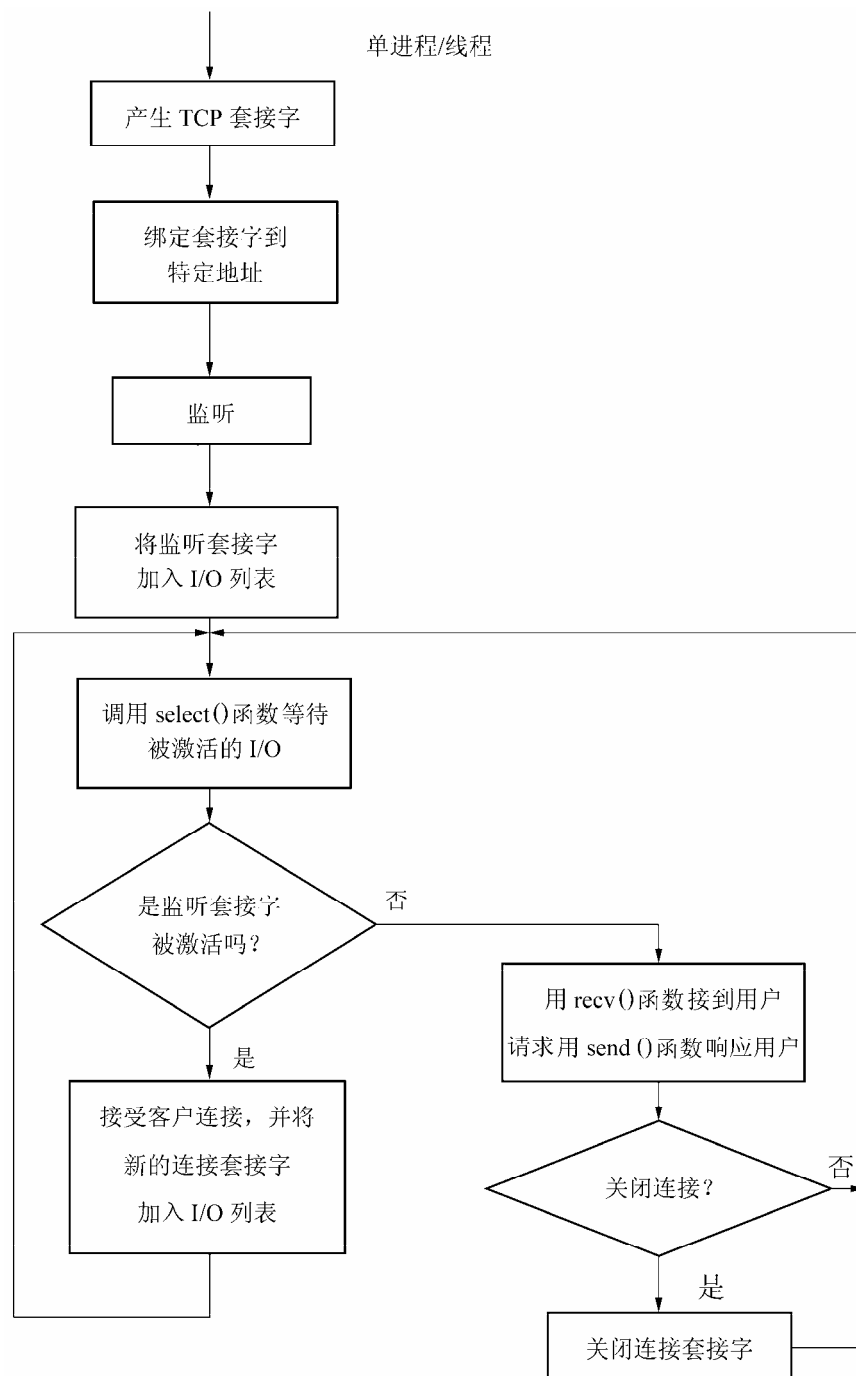 单进程/线程
产生 TCP 套接字
绑定套接字到
特定地址
监听
将监听套接字
加入 I/O 列表
调用 select()函数等待
被激活的 I/O
是监听套接字
被激活吗?
否
用 recv()函数接到用户
请求用 send ()函数响应用户
是
接受客户连接，并将
新的连接套接字
加入 I/O 列表
关闭连接?
否
是
关闭连接套接字